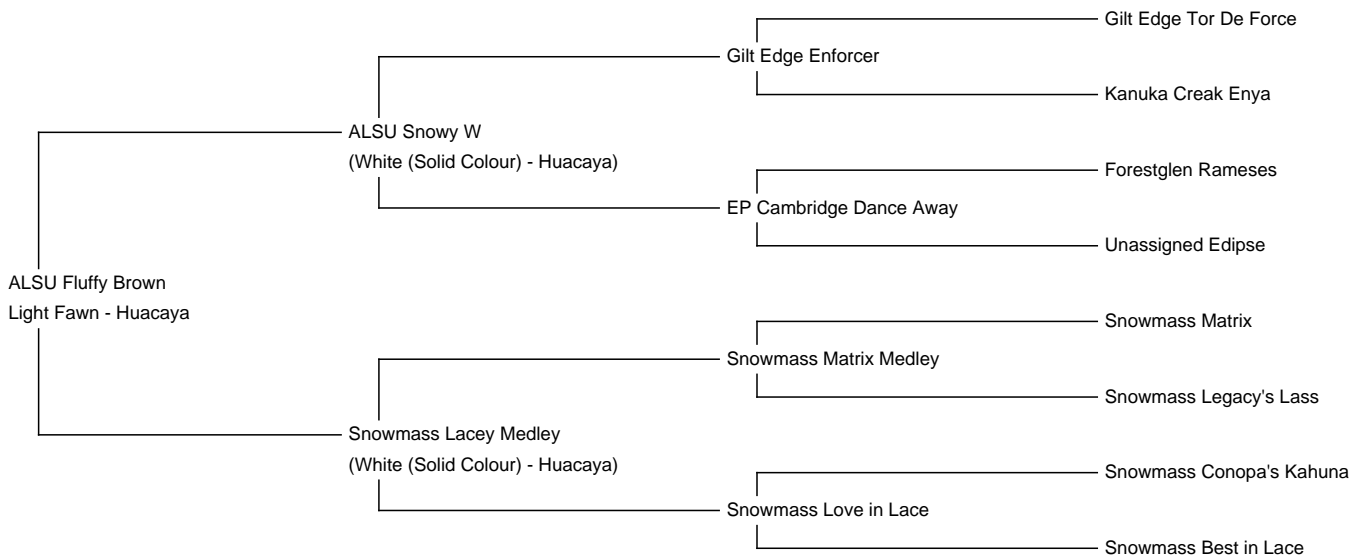 Gilt Edge Tor De Force
Gilt Edge Enforcer
Kanuka Creak Enya
ALSU Snowy W
(White (Solid Colour) - Huacaya)
Forestglen Rameses
EP Cambridge Dance Away
Unassigned Edipse
ALSU Fluffy Brown
Light Fawn - Huacaya
Snowmass Matrix
Snowmass Matrix Medley
Snowmass Legacy's Lass
Snowmass Lacey Medley
(White (Solid Colour) - Huacaya)
Snowmass Conopa's Kahuna
Snowmass Love in Lace
Snowmass Best in Lace